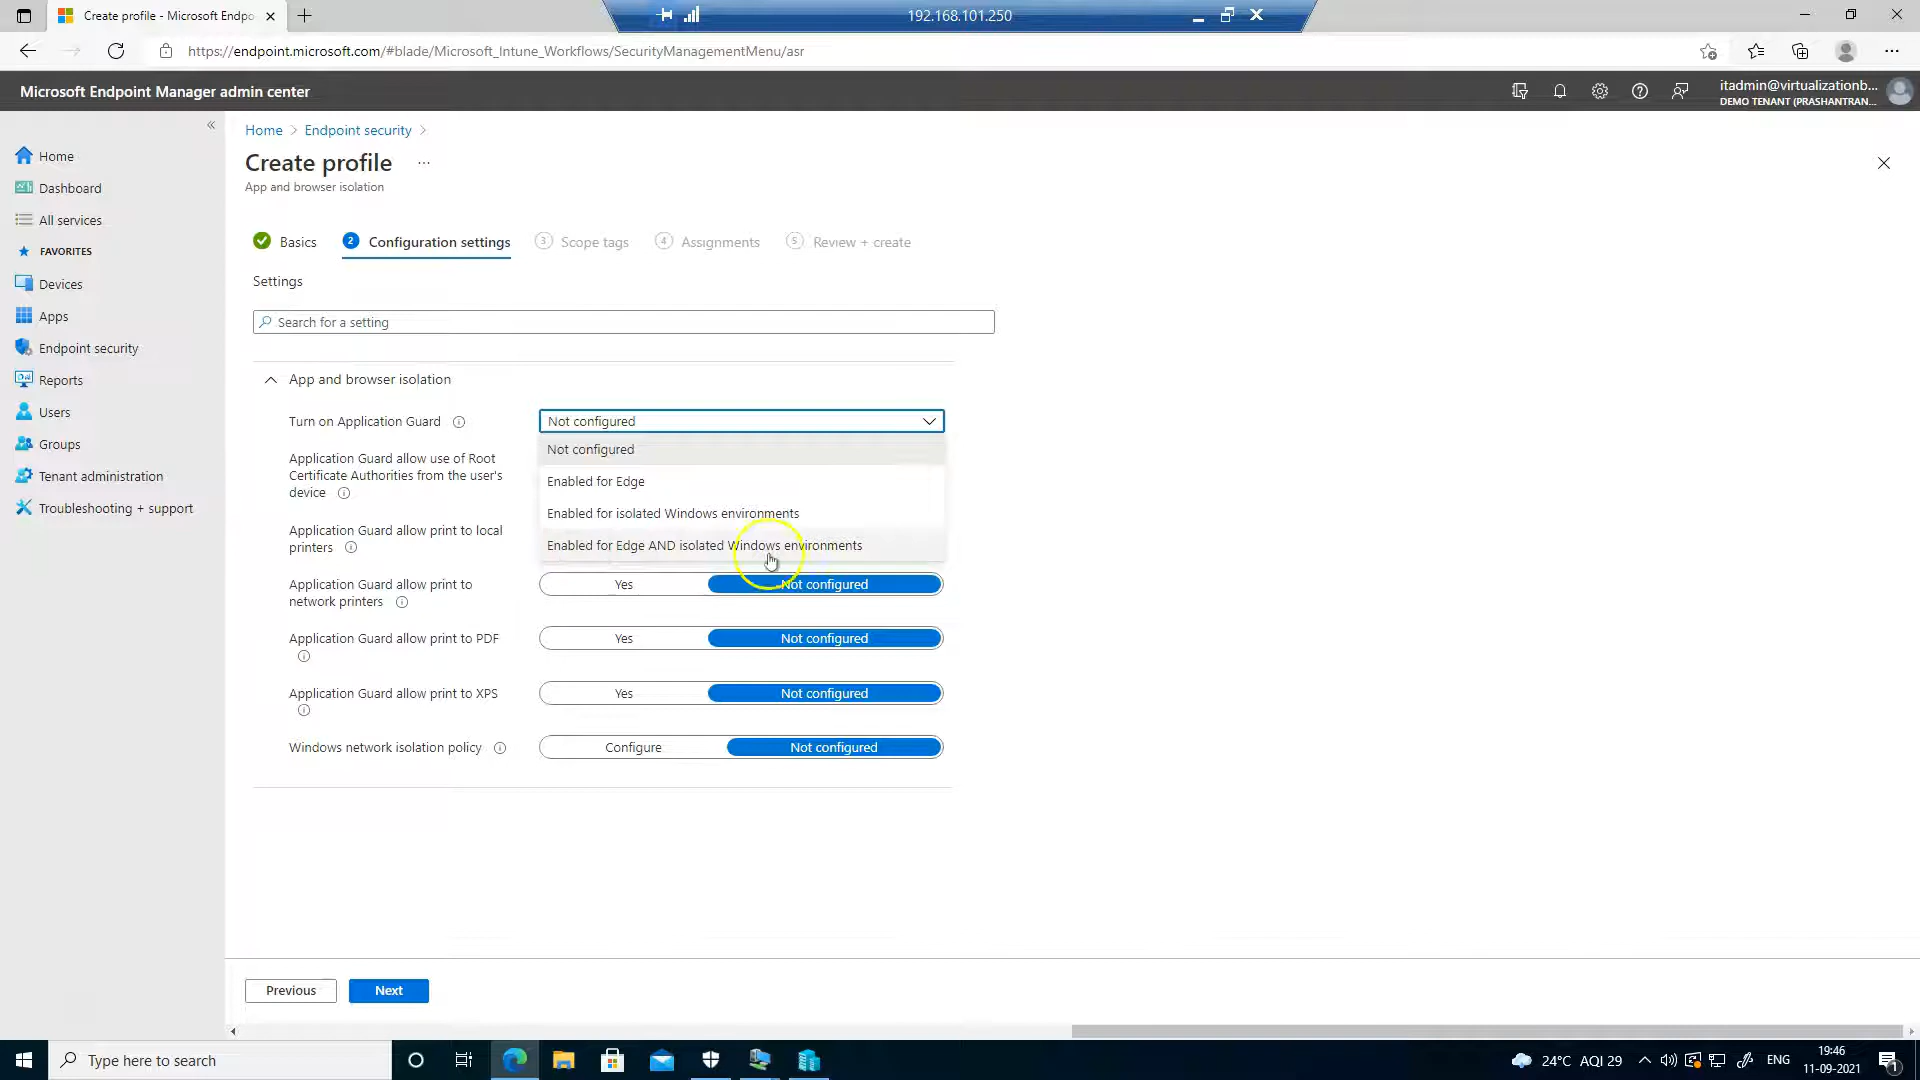 Create profile - Microsoft Endpo
192.168.101.250
https://endpoint.microsoft.com/#blade/Microsoft_Intune_Workflows/SecurityManagementMenu/asr
Microsoft Endpoint Manager admin center
itadmin@virtualizationb...
DEMO TENANT (PRASHANTRAN...
Home
Dashboard
All services
FAVORITES
Devices
Apps
Endpoint security
Reports
Users
Groups
Tenant administration
Troubleshooting + support
Home > Endpoint security >
Create profile ...
App and browser isolation
Basics
2 Configuration settings
3 Scope tags
4 Assignments
5 Review + create
Settings
Search for a setting
App and browser isolation
Turn on Application Guard
Not configured
Not configured
Enabled for Edge
Enabled for isolated Windows environments
Enabled for Edge AND isolated Windows environments
Application Guard allow use of Root
Certificate Authorities from the user's
device
Application Guard allow print to local
printers
Application Guard allow print to
network printers
Yes Not configured
Application Guard allow print to PDF
Yes Not configured
Application Guard allow print to XPS
Yes Not configured
Windows network isolation policy
Configure Not configured
Previous
Next
Type here to search
24°C AQI 29
ENG
19:46
11-09-2021
1